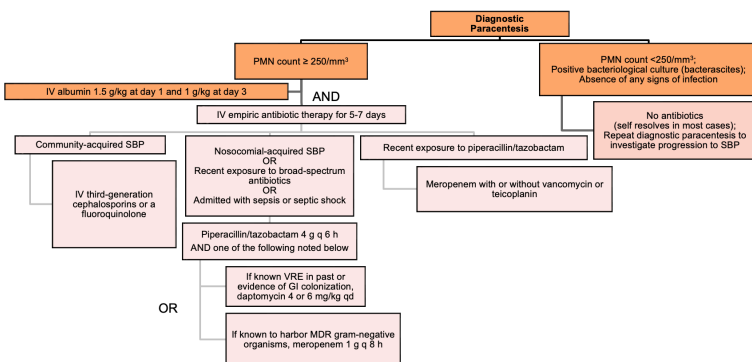 Diagnostic
Paracentesis
PMN count ≥ 250/mm³
PMN count <250/mm³;
Positive bacteriological culture (bacterascites);
Absence of any signs of infection
IV albumin 1.5 g/kg at day 1 and 1 g/kg at day 3
AND
IV empiric antibiotic therapy for 5-7 days
No antibiotics
(self resolves in most cases);
Repeat diagnostic paracentesis to
investigate progression to SBP
Community-acquired SBP
Nosocomial-acquired SBP
OR
Recent exposure to broad-spectrum
antibiotics
OR
Admitted with sepsis or septic shock
Recent exposure to piperacillin/tazobactam
IV third-generation
cephalosporins or a
fluoroquinolone
Meropenem with or without vancomycin or
teicoplanin
Piperacillin/tazobactam 4 g q 6 h
AND one of the following noted below
If known VRE in past or
evidence of GI colonization,
daptomycin 4 or 6 mg/kg qd
OR
If known to harbor MDR gram-negative
organisms, meropenem 1 g q 8 h